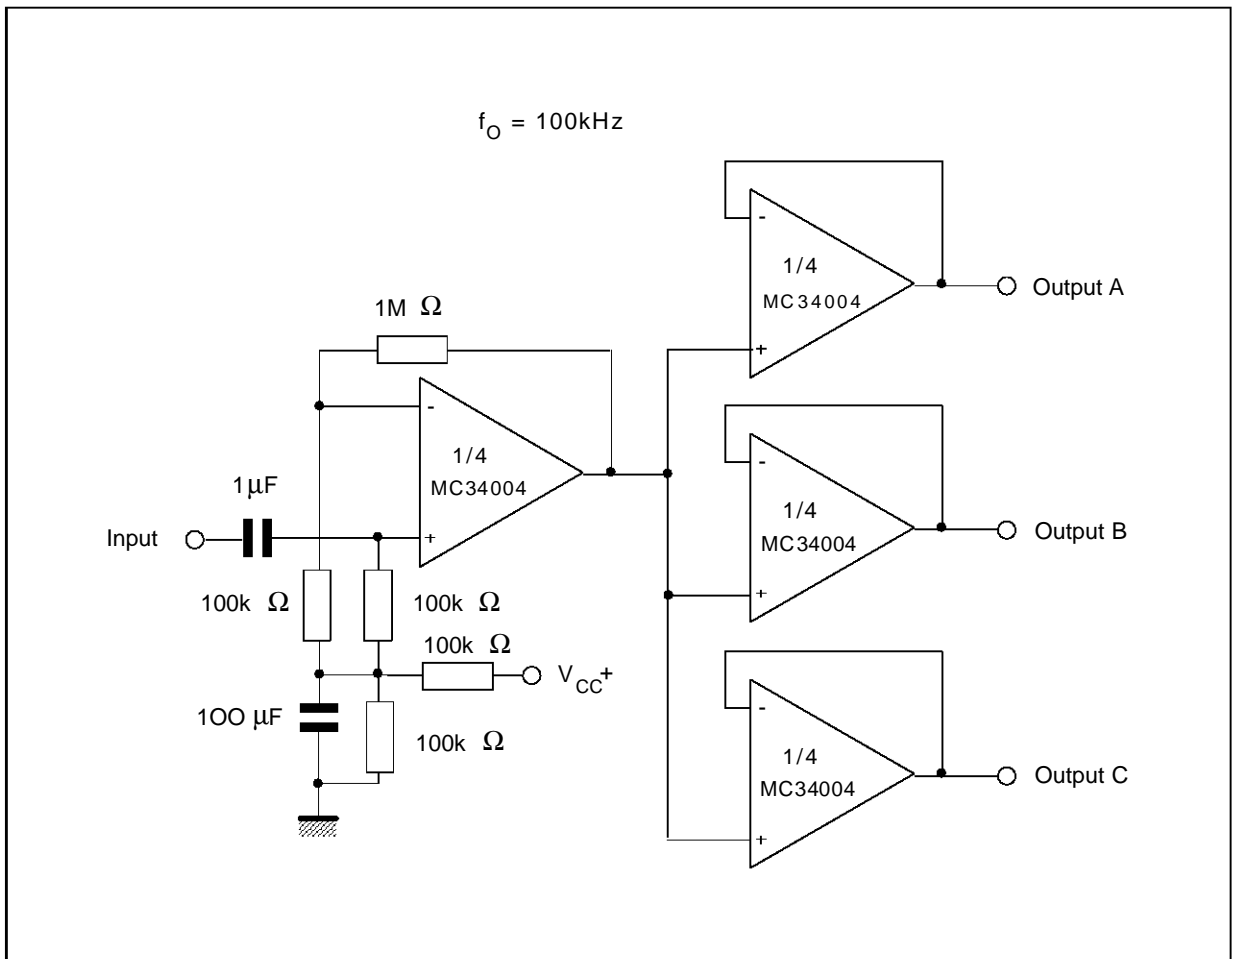 f_O = 100kHz
-
1/4
MC34004
+
Output A
1M Ω
-
1/4
MC34004
+
1μF
Input
100k Ω
100k Ω
100k Ω
V_CC+
1OO μF
100k Ω
-
1/4
MC34004
+
Output B
-
1/4
MC34004
+
Output C